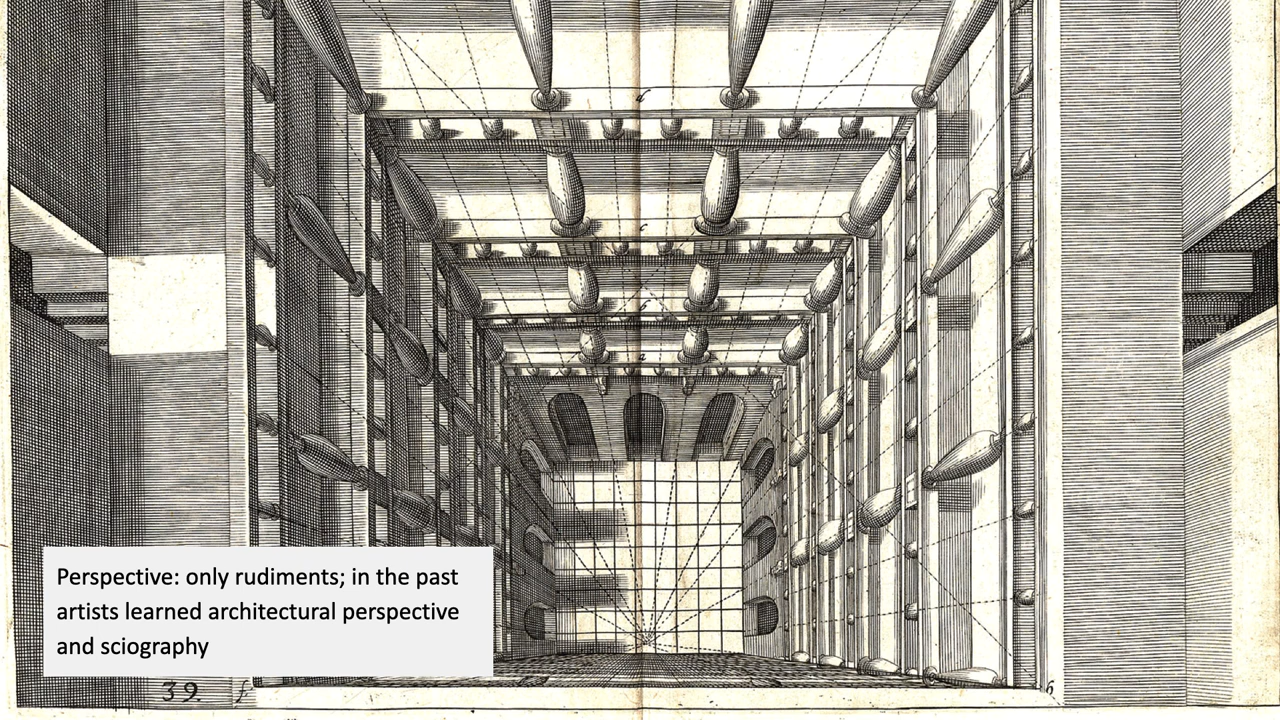 Perspective: only rudiments; in the past
artists learned architectural perspective
and sciography
39.